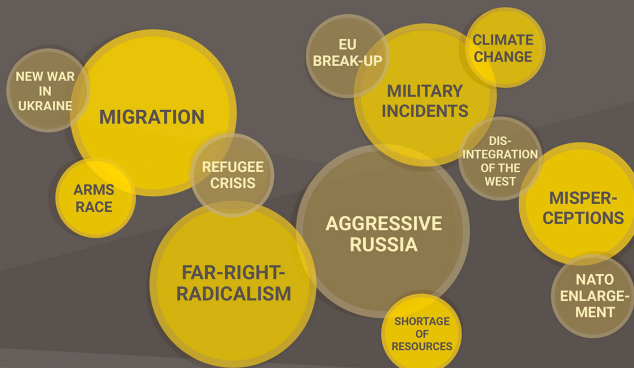 NEW WAR
IN
UKRAINE
MIGRATION
ARMS
RACE
REFUGEE
CRISIS
FAR-RIGHT-
RADICALISM
EU
BREAK-UP
MILITARY
INCIDENTS
CLIMATE
CHANGE
DIS-
INTEGRATION
OF THE
WEST
AGGRESSIVE
RUSSIA
MISPER-
CEPTIONS
NATO
ENLARGE-
MENT
SHORTAGE
OF
RESOURCES